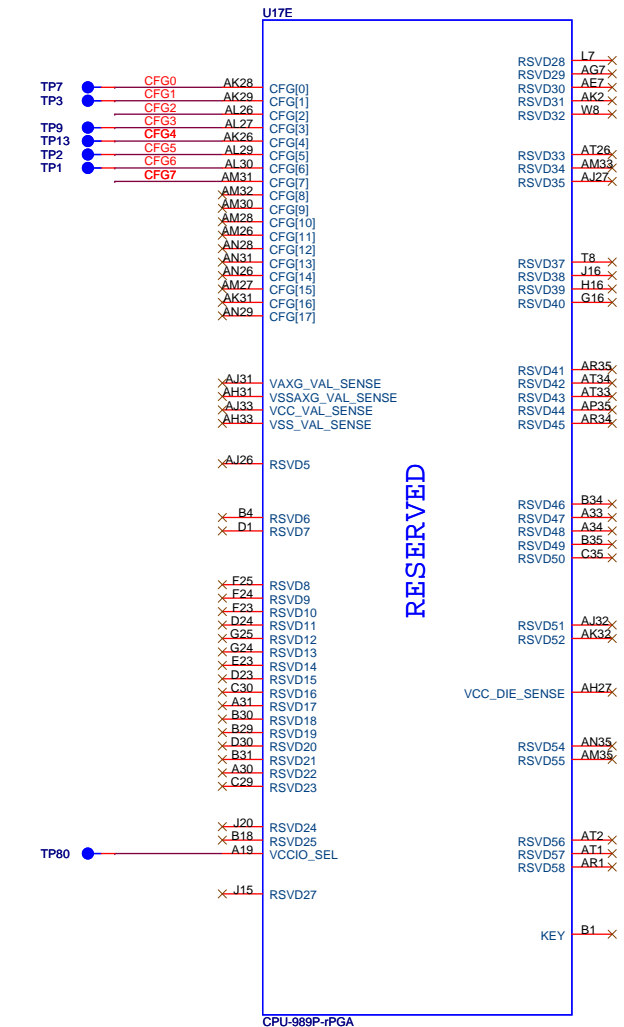 U17E
TP7 CFG0 AK28 CFG[0]
TP3 CFG1 AK29 CFG[1]
CFG2 AL26 CFG[2]
TP9 CFG3 AL27 CFG[3]
TP13 CFG4 AK26 CFG[4]
TP2 CFG5 AL29 CFG[5]
TP1 CFG6 AL30 CFG[6]
CFG7 AM31 CFG[7]
AM32 CFG[8]
AM30 CFG[9]
AM28 CFG[10]
AM26 CFG[11]
AN28 CFG[12]
AN31 CFG[13]
AN26 CFG[14]
AM27 CFG[15]
AK31 CFG[16]
AN29 CFG[17]
AJ31 VAXG_VAL_SENSE
AH31 VSSAXG_VAL_SENSE
AJ33 VCC_VAL_SENSE
AH33 VSS_VAL_SENSE
AJ26 RSVD5
B4 RSVD6
D1 RSVD7
F25 RSVD8
F24 RSVD9
F23 RSVD10
D24 RSVD11
G25 RSVD12
G24 RSVD13
E23 RSVD14
D23 RSVD15
C30 RSVD16
A31 RSVD17
B30 RSVD18
B29 RSVD19
D30 RSVD20
B31 RSVD21
A30 RSVD22
C29 RSVD23
J20 RSVD24
B18 RSVD25
TP80 A19 VCCIO_SEL
J15 RSVD27
RESERVED
RSVD28 L7
RSVD29 AG7
RSVD30 AE7
RSVD31 AK2
RSVD32 W8
RSVD33 AT26
RSVD34 AM33
RSVD35 AJ27
RSVD37 T8
RSVD38 J16
RSVD39 H16
RSVD40 G16
RSVD41 AR35
RSVD42 AT34
RSVD43 AT33
RSVD44 AP35
RSVD45 AR34
RSVD46 B34
RSVD47 A33
RSVD48 A34
RSVD49 B35
RSVD50 C35
RSVD51 AJ32
RSVD52 AK32
VCC_DIE_SENSE AH27
RSVD54 AN35
RSVD55 AM35
RSVD56 AT2
RSVD57 AT1
RSVD58 AR1
KEY B1
CPU-989P-rPGA